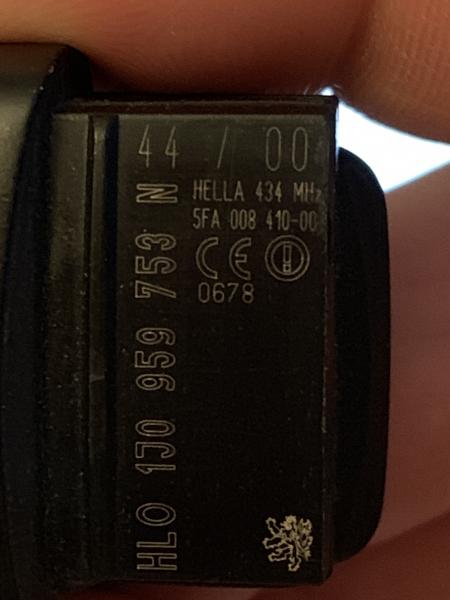 44 / 00
HELLA 434 MHz
5FA 008 410-00
CE
0678
HLO 1J0 959 753 N